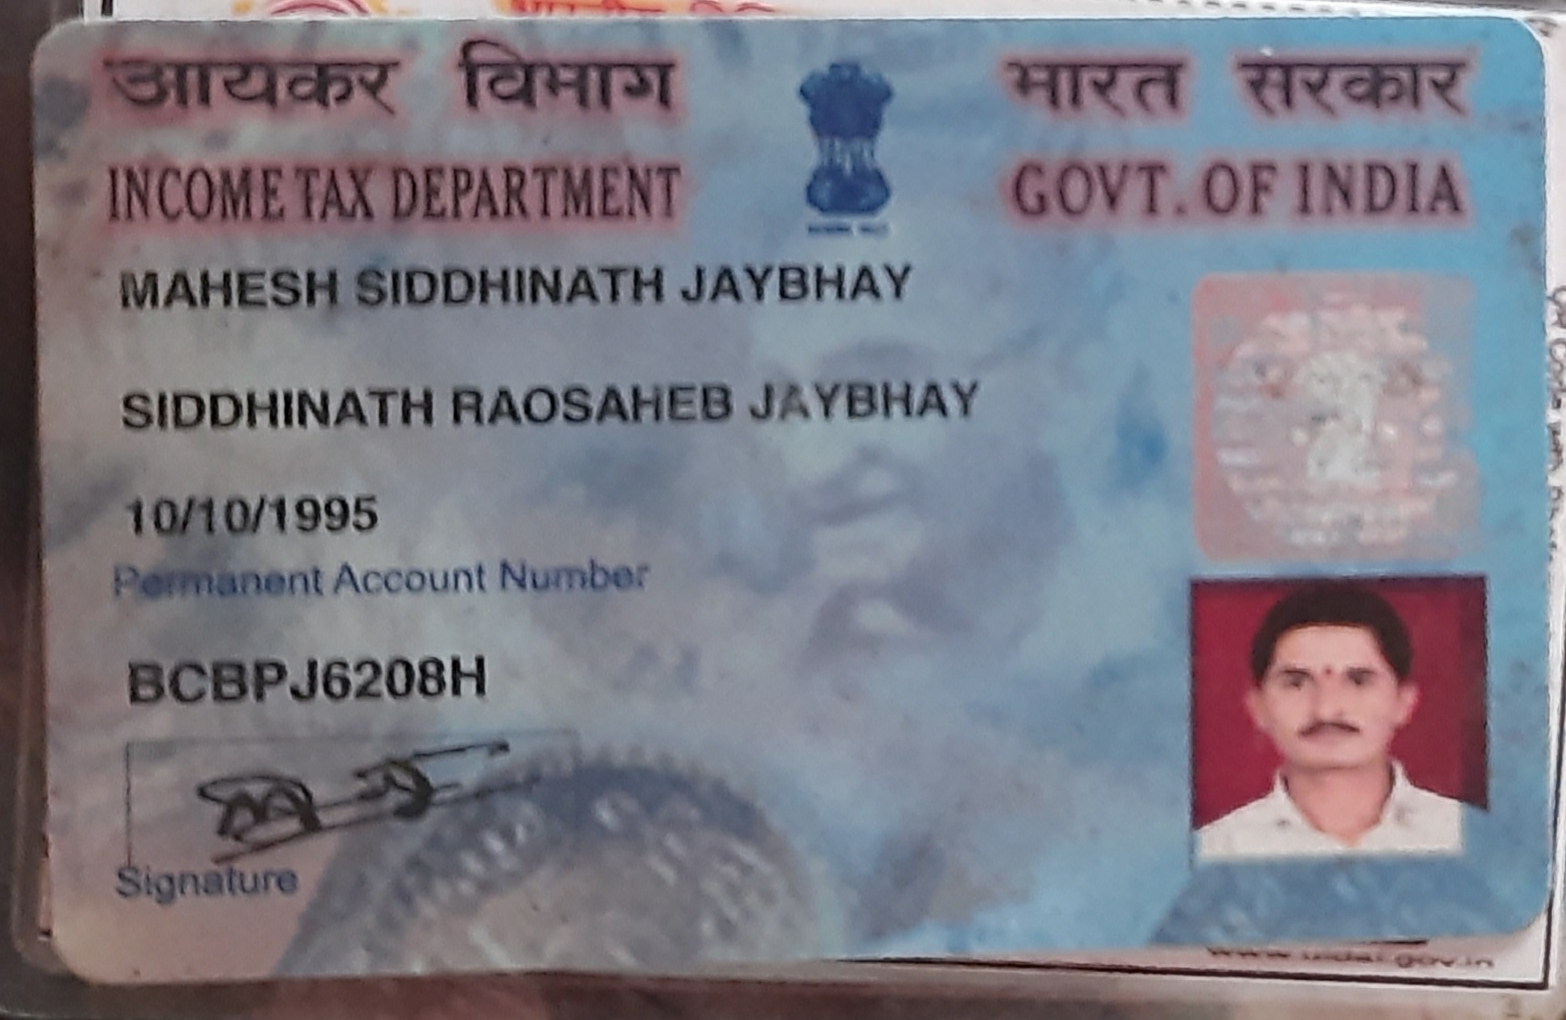 आयकर विभाग
भारत सरकार
INCOME TAX DEPARTMENT
GOVT. OF INDIA
MAHESH SIDDHINATH JAYBHAY
SIDDHINATH RAOSAHEB JAYBHAY
10/10/1995
Permanent Account Number
BCBPJ6208H
Signature
www.uidai.gov.in